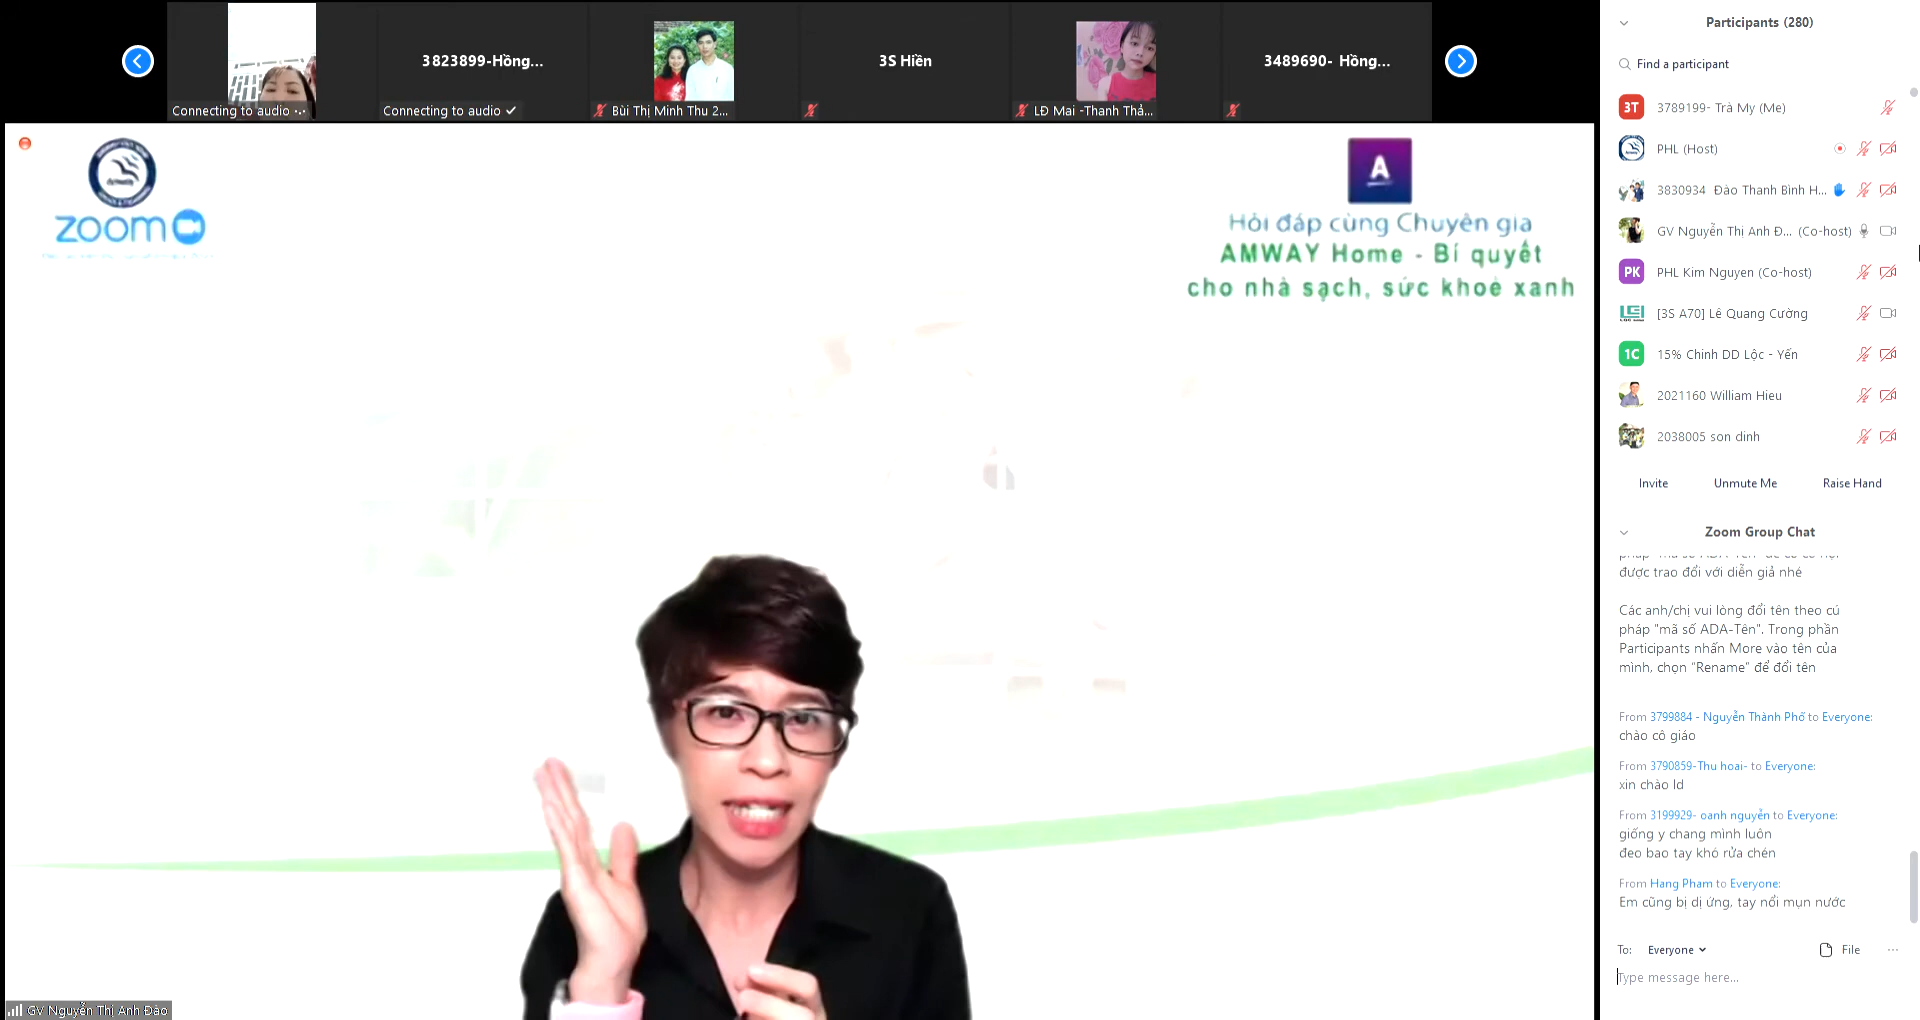 3823899-Hồng...
3S Hiền
3489690- Hồng...
Connecting to audio
Connecting to audio
Bùi Thị Minh Thu 2...
LĐ Mai -Thanh Thả...
zoom
A
Hỏi đáp cùng Chuyên gia
AMWAY Home - Bí quyết
cho nhà sạch, sức khoẻ xanh
GV Nguyễn Thị Anh Đào
Participants (280)
Find a participant
3T 3789199- Trà My (Me)
PHL (Host)
3830934 Đào Thanh Bình H...
GV Nguyễn Thị Anh Đ... (Co-host)
PK PHL Kim Nguyen (Co-host)
[3S A70] Lê Quang Cường
1C 15% Chinh DD Lộc - Yến
2021160 William Hieu
2038005 son dinh
Invite Unmute Me Raise Hand
Zoom Group Chat
được trao đổi với diễn giả nhé
Các anh/chị vui lòng đổi tên theo cú
pháp "mã số ADA-Tên". Trong phần
Participants nhấn More vào tên của
mình, chọn "Rename" để đổi tên
From 3799884 - Nguyễn Thành Phố to Everyone:
chào cô giáo
From 3790859-Thu hoai- to Everyone:
xin chào ld
From 3199929- oanh nguyễn to Everyone:
giống y chang mình luôn
đeo bao tay khó rửa chén
From Hang Pham to Everyone:
Em cũng bị dị ứng, tay nổi mụn nước
To: Everyone File ...
Type message here...